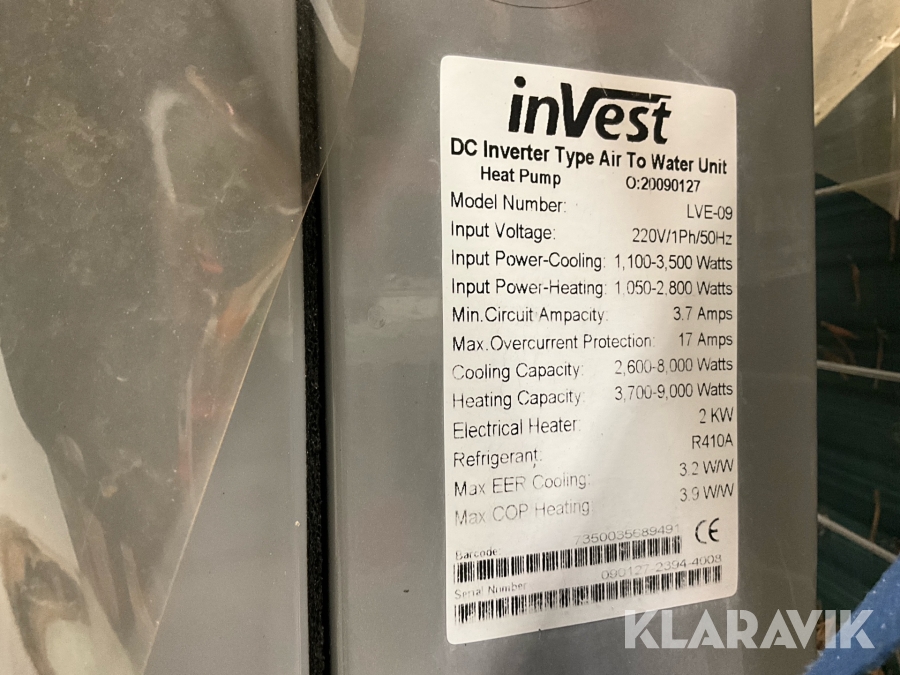 inVest
DC Inverter Type Air To Water Unit
Heat Pump O:20090127
Model Number: LVE-09
Input Voltage: 220V/1Ph/50Hz
Input Power-Cooling: 1,100-3,500 Watts
Input Power-Heating: 1,050-2,800 Watts
Min.Circuit Ampacity: 3.7 Amps
Max.Overcurrent Protection: 17 Amps
Cooling Capacity: 2,600-8,000 Watts
Heating Capacity: 3,700-9,000 Watts
Electrical Heater: 2 KW
Refrigerant: R410A
Max EER Cooling: 3.2 W/W
Max COP Heating 3.9 W/W
Barcode: 7350035689491 CE
Serial Number 090127-2394-4008
KLARAVIK